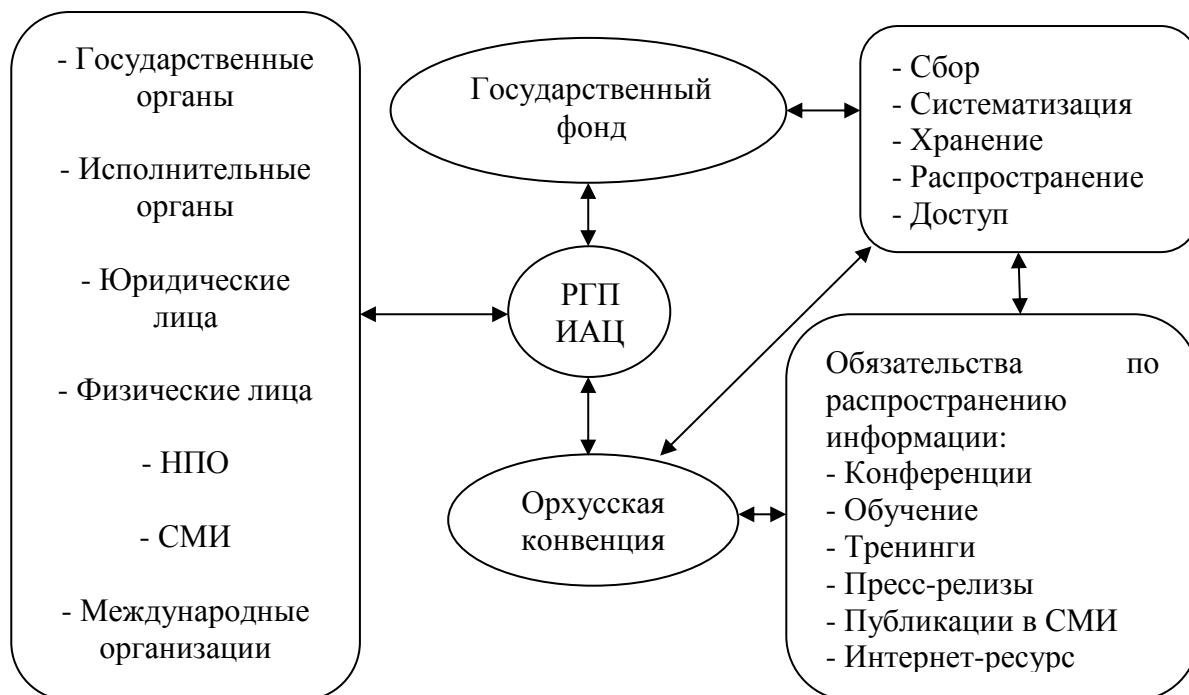 - Государственные
органы
- Исполнительные
органы
- Юридические
лица
- Физические лица
- НПО
- СМИ
- Международные
организации
Государственный
фонд
РГП
ИАЦ
Орхусская
конвенция
- Сбор
- Систематизация
- Хранение
- Распространение
- Доступ
Обязательства по
распространению
информации:
- Конференции
- Обучение
- Тренинги
- Пресс-релизы
- Публикации в СМИ
- Интернет-ресурс